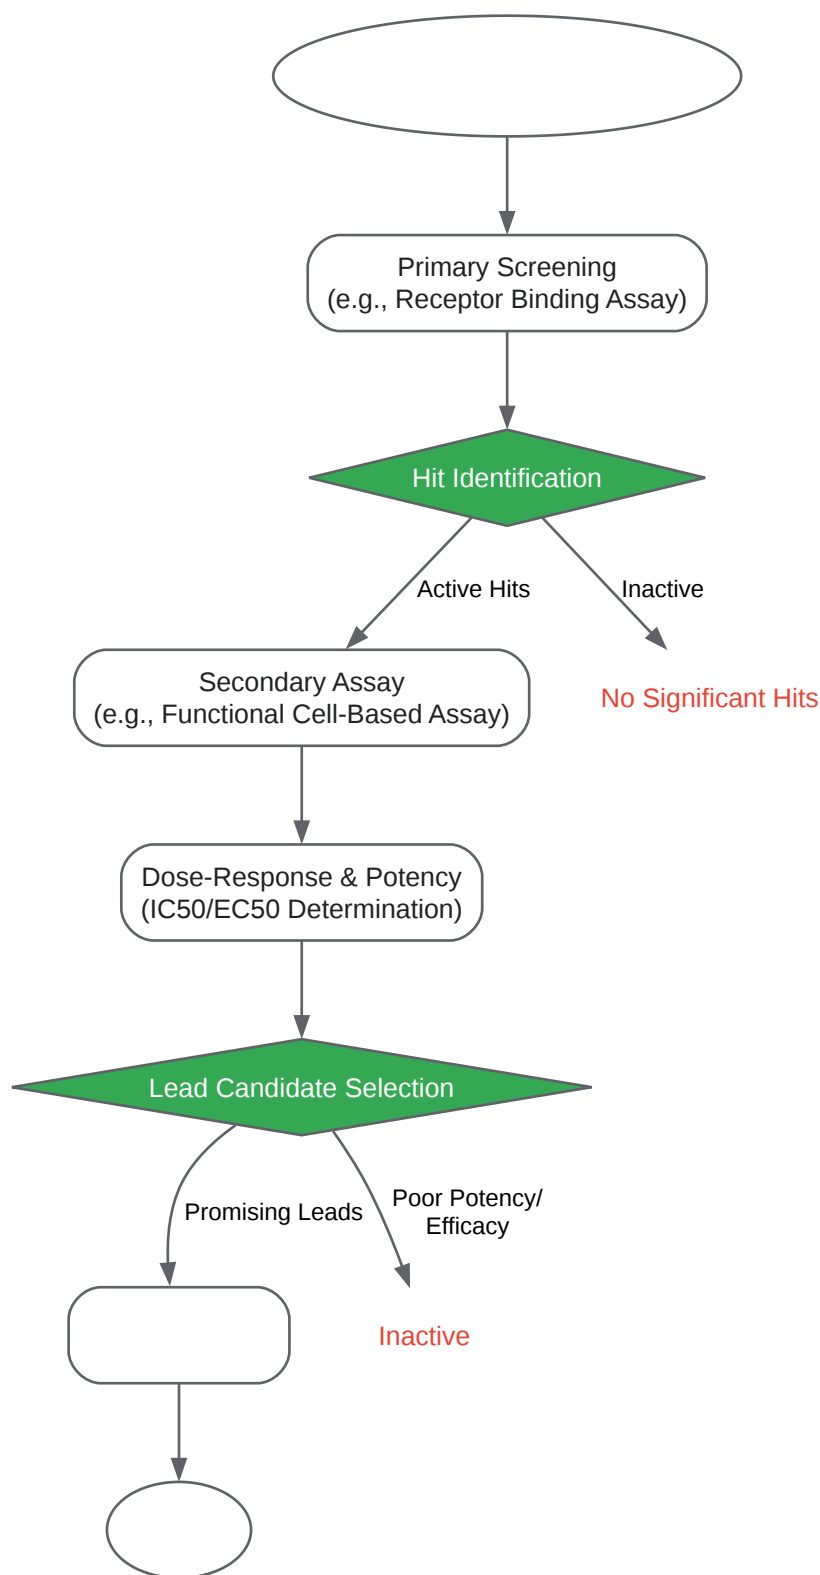 Primary Screening
(e.g., Receptor Binding Assay)
Hit Identification
Active Hits
Inactive
Secondary Assay
(e.g., Functional Cell-Based Assay)
No Significant Hits
Dose-Response & Potency
(IC50/EC50 Determination)
Lead Candidate Selection
Promising Leads
Poor Potency/
Efficacy
Inactive